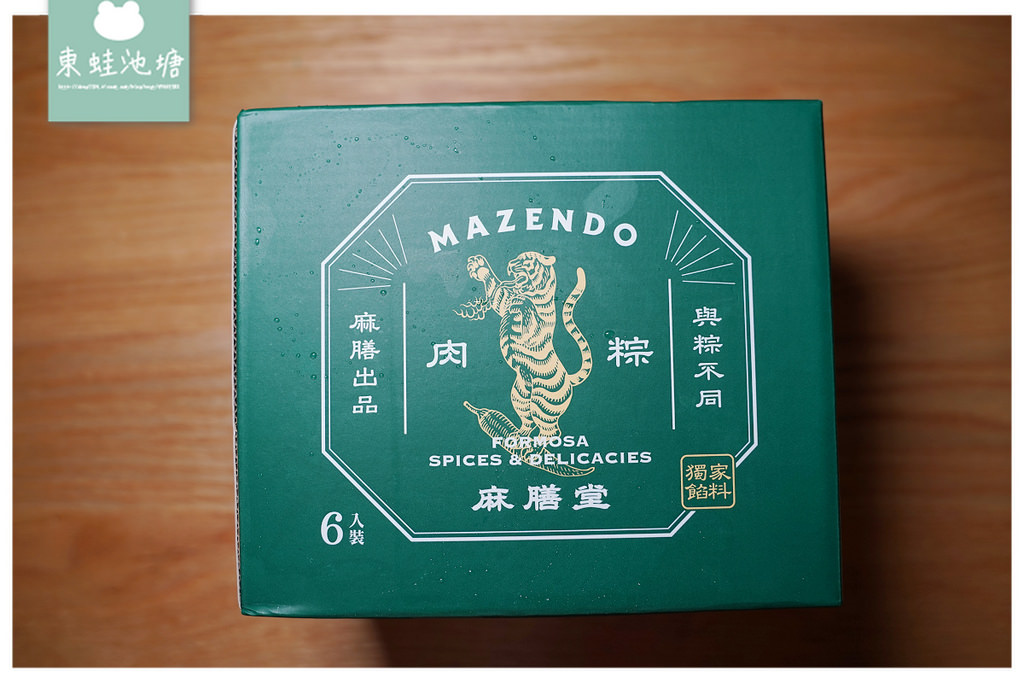 東蛙池塘
MAZENDO
麻膳出品
肉粽
與粽不同
FORMOSA
SPICES & DELICACIES
麻膳堂
獨家
餡料
6入裝